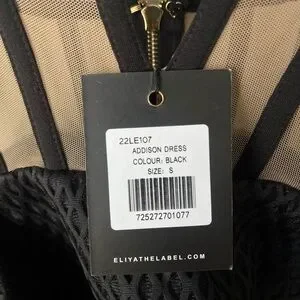 22LE107
ADDISON DRESS
COLOUR: BLACK
SIZE: S
725272701077
ELIYATHELABEL.COM